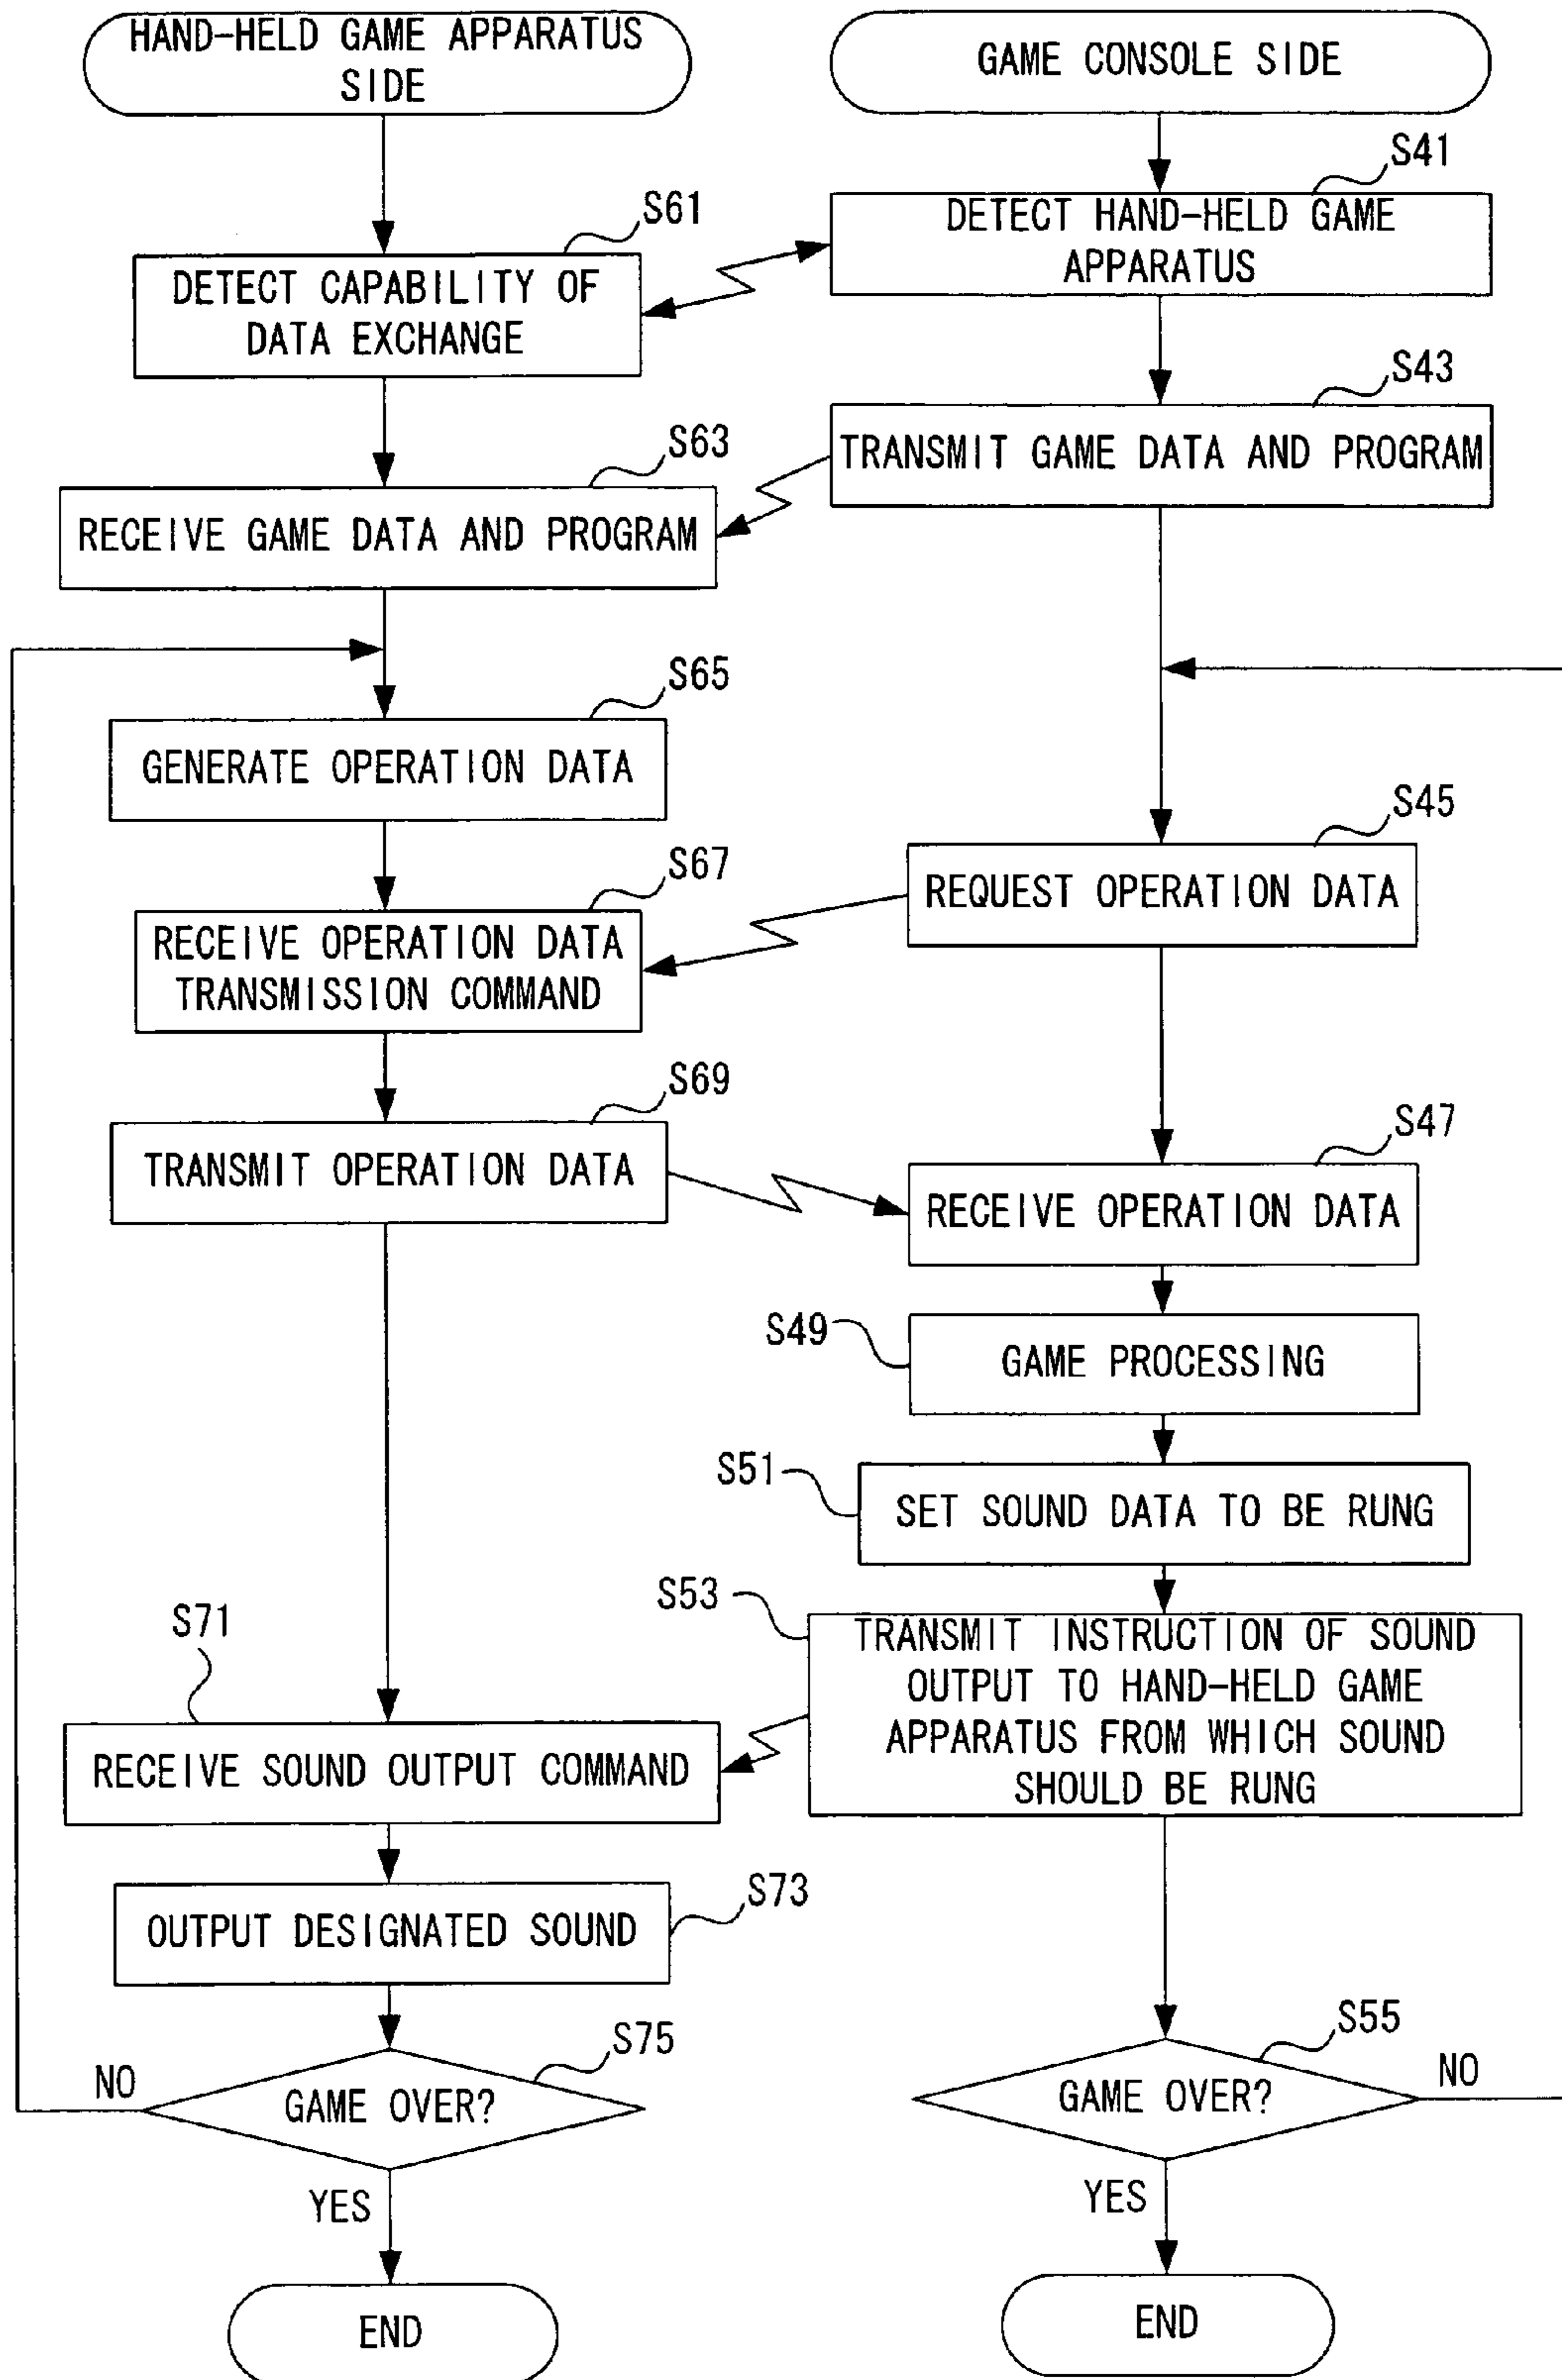 HAND-HELD GAME APPARATUS
SIDE
S61
DETECT CAPABILITY OF
DATA EXCHANGE
S63
RECEIVE GAME DATA AND PROGRAM
S65
GENERATE OPERATION DATA
S67
RECEIVE OPERATION DATA
TRANSMISSION COMMAND
S69
TRANSMIT OPERATION DATA
S71
RECEIVE SOUND OUTPUT COMMAND
S73
OUTPUT DESIGNATED SOUND
S75
GAME OVER?
NO
YES
END
GAME CONSOLE SIDE
S41
DETECT HAND-HELD GAME
APPARATUS
S43
TRANSMIT GAME DATA AND PROGRAM
S45
REQUEST OPERATION DATA
S47
RECEIVE OPERATION DATA
S49
GAME PROCESSING
S51
SET SOUND DATA TO BE RUNG
S53
TRANSMIT INSTRUCTION OF SOUND
OUTPUT TO HAND-HELD GAME
APPARATUS FROM WHICH SOUND
SHOULD BE RUNG
S55
GAME OVER?
NO
YES
END